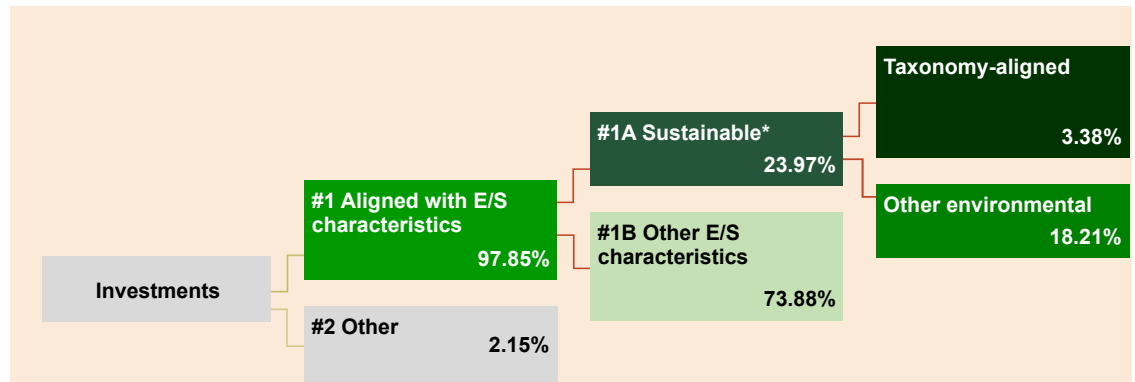 Taxonomy-aligned
3.38%
#1A Sustainable*
23.97%
Other environmental
18.21%
#1 Aligned with E/S
characteristics
97.85%
#1B Other E/S
characteristics
73.88%
Investments
#2 Other
2.15%